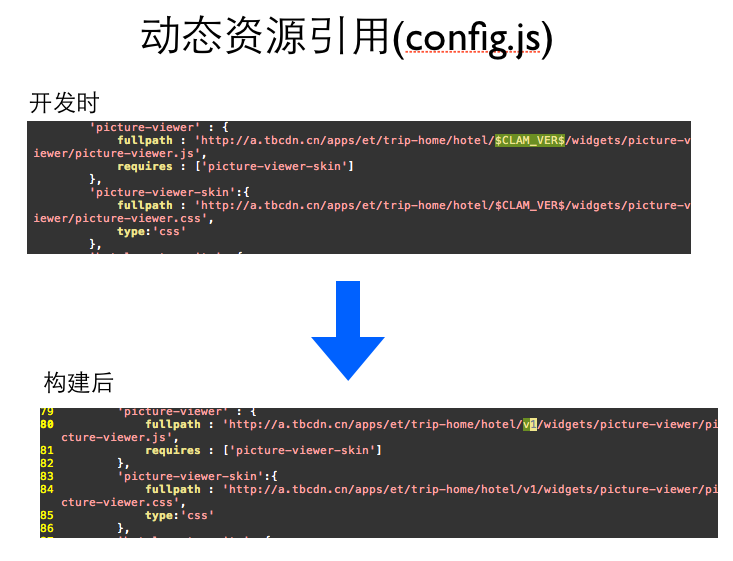 动态资源引用(config.js)
开发时
'picture-viewer' : {
fullpath : 'http://a.tbcdn.cn/apps/et/trip-home/hotel/$CLAM_VER$/widgets/picture-v
iewer/picture-viewer.js',
requires : ['picture-viewer-skin']
},
'picture-viewer-skin':{
fullpath : 'http://a.tbcdn.cn/apps/et/trip-home/hotel/$CLAM_VER$/widgets/picture-v
iewer/picture-viewer.css',
type:'css'
},
构建后
79 'picture-viewer' : {
80 fullpath : 'http://a.tbcdn.cn/apps/et/trip-home/hotel/v1/widgets/picture-viewer/pi
cture-viewer.js',
81 requires : ['picture-viewer-skin']
82 },
83 'picture-viewer-skin':{
84 fullpath : 'http://a.tbcdn.cn/apps/et/trip-home/hotel/v1/widgets/picture-viewer/pi
cture-viewer.css',
85 type:'css'
86 },